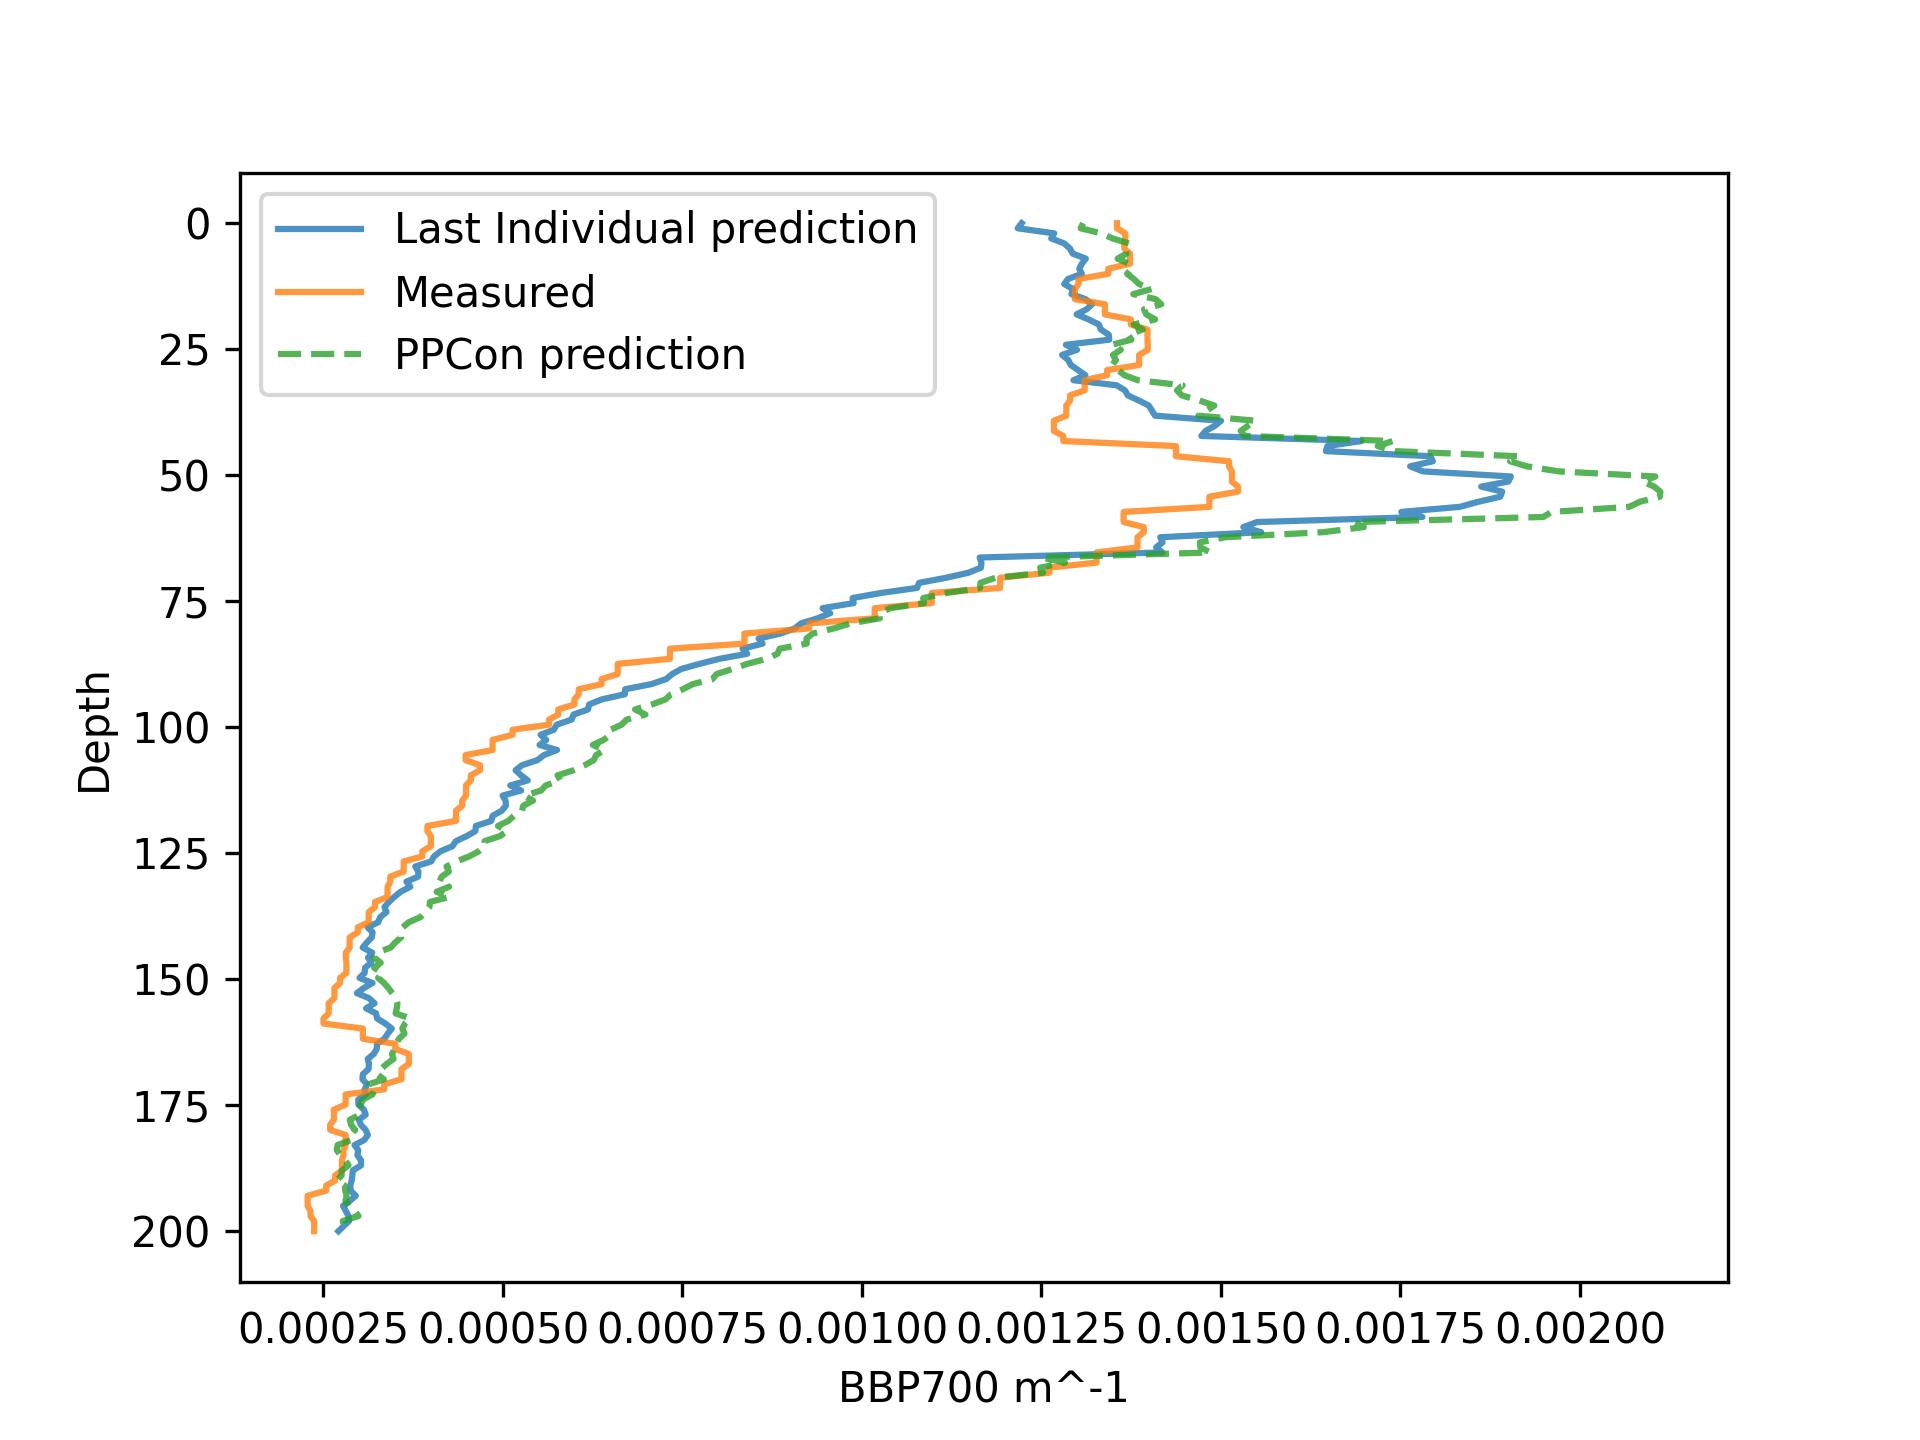 Last Individual prediction
Measured
PPCon prediction
0
25
50
75
100
125
150
175
200
Depth
0.00025 0.00050 0.00075 0.00100 0.00125 0.00150 0.00175 0.00200
BBP700 m^-1